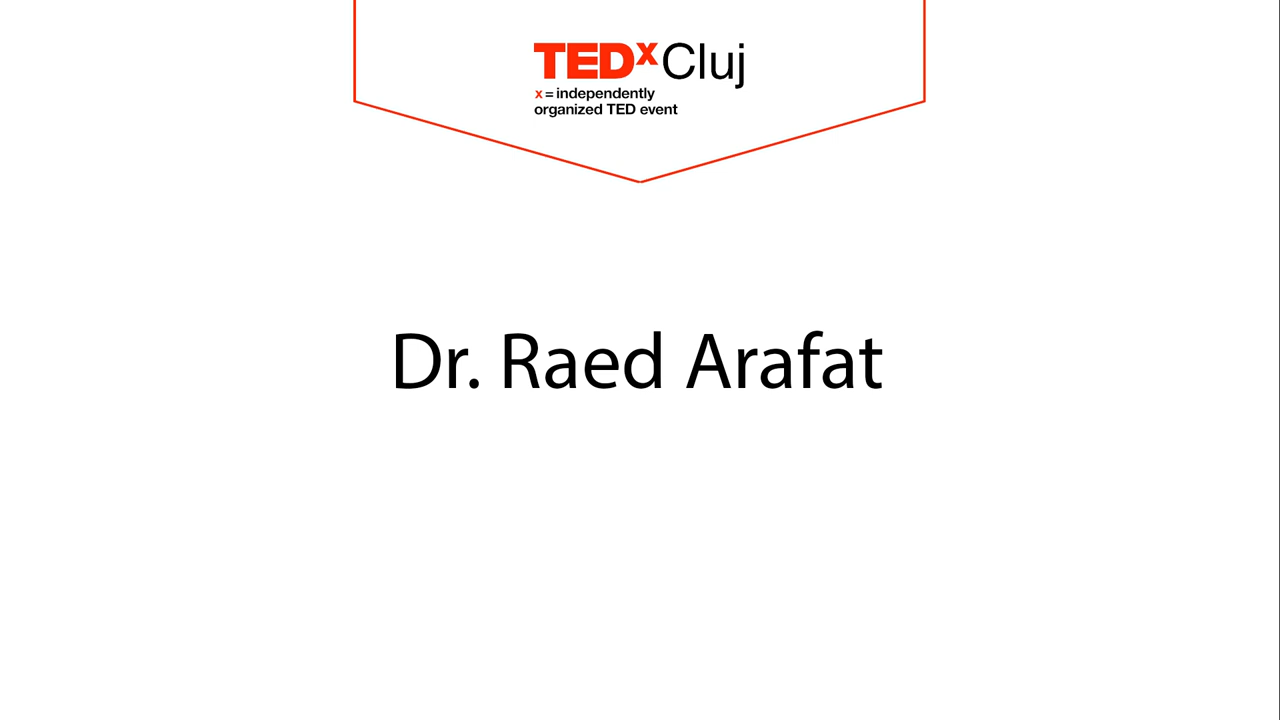 TEDxCluj
x = independently
organized TED event
Dr. Raed Arafat